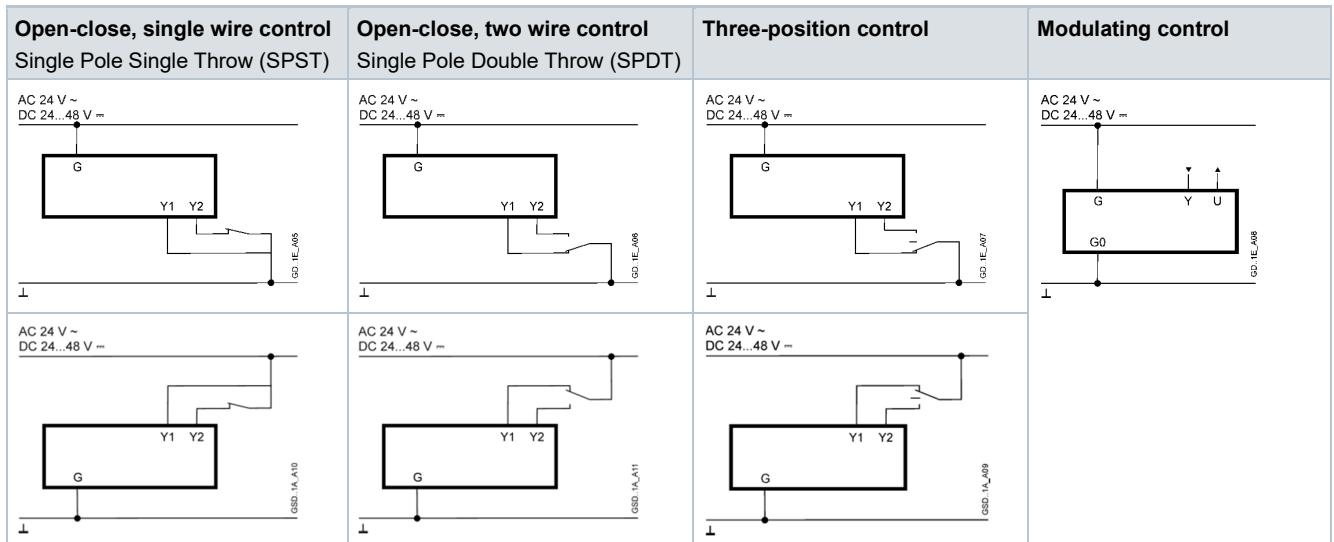 Open-close, single wire control
Single Pole Single Throw (SPST)
Open-close, two wire control
Single Pole Double Throw (SPDT)
Three-position control
Modulating control
AC 24 V ~
DC 24...48 V ⎓
G
Y1 Y2
GD..1E_A05
⊥
AC 24 V ~
DC 24...48 V ⎓
G
Y1 Y2
GD..1E_A06
⊥
AC 24 V ~
DC 24...48 V ⎓
G
Y1 Y2
GD..1E_A07
⊥
AC 24 V ~
DC 24...48 V ⎓
G Y U
G0
GD..1E_A08
⊥
AC 24 V ~
DC 24...48 V ⎓
Y1 Y2
G
GSD..1A_A10
⊥
AC 24 V ~
DC 24...48 V ⎓
Y1 Y2
G
GSD..1A_A11
⊥
AC 24 V ~
DC 24...48 V ⎓
Y1 Y2
G
GSD..1A_A09
⊥